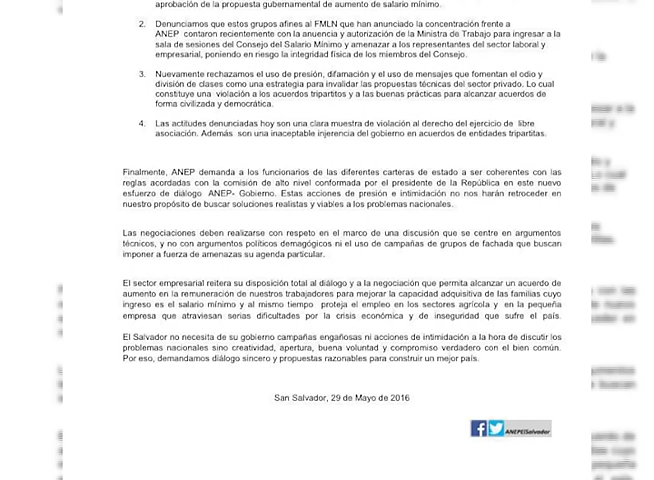 aprobación de la propuesta gubernamental de aumento de salario mínimo.
2. Denunciamos que estos grupos afines al FMLN que han anunciado la concentración frente a
ANEP contaron recientemente con la anuencia y autorización de la Ministra de Trabajo para ingresar a la
sala de sesiones del Consejo del Salario Mínimo y amenazar a los representantes del sector laboral y
empresarial, poniendo en riesgo la integridad física de los miembros del Consejo.
3. Nuevamente rechazamos el uso de presión, difamación y el uso de mensajes que fomentan el odio y
división de clases como una estrategia para invalidar las propuestas técnicas del sector privado. Lo cual
constituye una violación a los acuerdos tripartitos y a las buenas prácticas para alcanzar acuerdos de
forma civilizada y democrática.
4. Las actitudes denunciadas hoy son una clara muestra de violación al derecho del ejercicio de libre
asociación. Además son una inaceptable injerencia del gobierno en acuerdos de entidades tripartitas.
Finalmente, ANEP demanda a los funcionarios de las diferentes carteras de estado a ser coherentes con las
reglas acordadas con la comisión de alto nivel conformada por el presidente de la República en este nuevo
esfuerzo de diálogo ANEP- Gobierno. Estas acciones de presión e intimidación no nos harán retroceder en
nuestro propósito de buscar soluciones realistas y viables a los problemas nacionales.
Las negociaciones deben realizarse con respeto en el marco de una discusión que se centre en argumentos
técnicos, y no con argumentos políticos demagógicos ni el uso de campañas de grupos de fachada que buscan
imponer a fuerza de amenazas su agenda particular.
El sector empresarial reitera su disposición total al diálogo y a la negociación que permita alcanzar un acuerdo de
aumento en la remuneración de nuestros trabajadores para mejorar la capacidad adquisitiva de las familias cuyo
ingreso es el salario mínimo y al mismo tiempo proteja el empleo en los sectores agrícola y en la pequeña
empresa que atraviesan serias dificultades por la crisis económica y de inseguridad que sufre el país.
El Salvador no necesita de su gobierno campañas engañosas ni acciones de intimidación a la hora de discutir los
problemas nacionales sino creatividad, apertura, buena voluntad y compromiso verdadero con el bien común.
Por eso, demandamos diálogo sincero y propuestas razonables para construir un mejor país.
San Salvador, 29 de Mayo de 2016
ANEPElSalvador